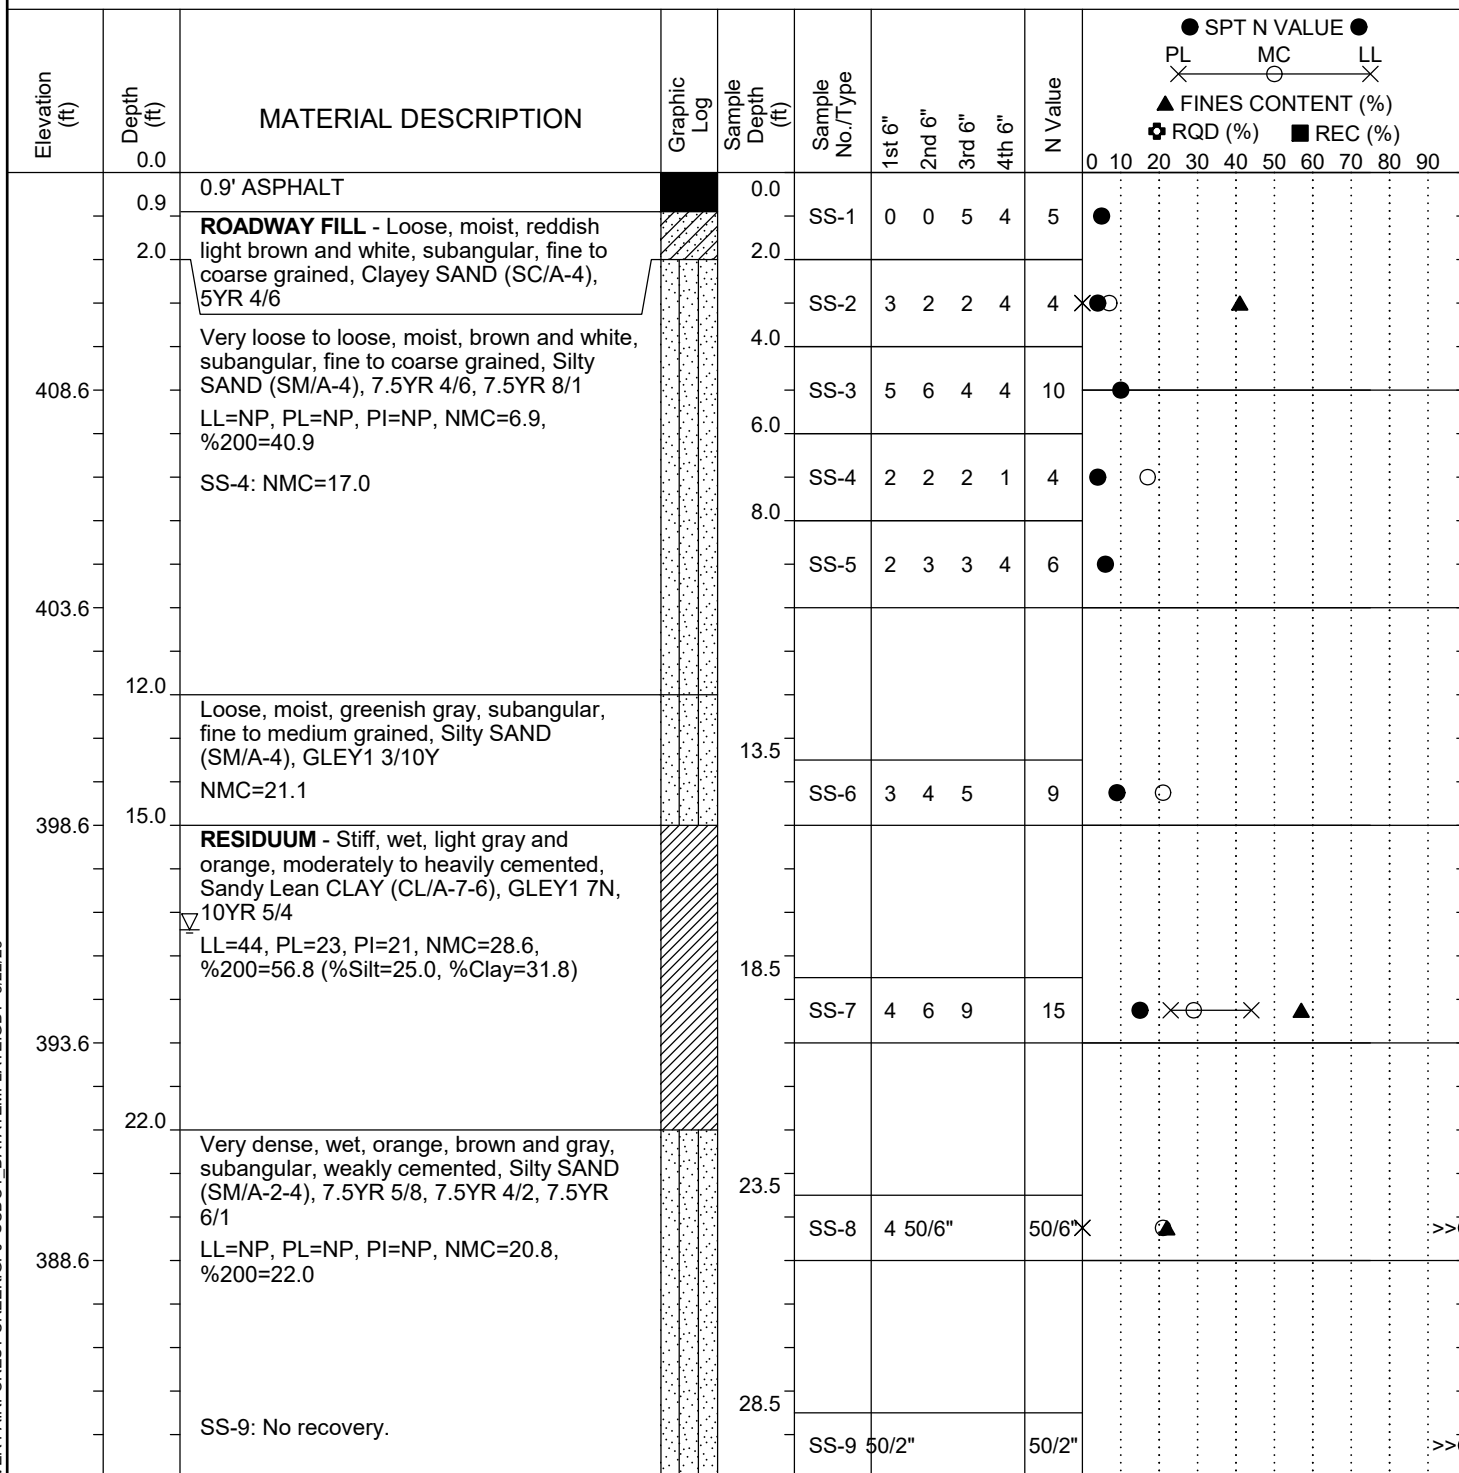 ● SPT N VALUE ●
PL MC LL
▲ FINES CONTENT (%)
RQD (%) ■ REC (%)
0 10 20 30 40 50 60 70 80 90
Elevation
(ft)
Depth
(ft)
0.0
MATERIAL DESCRIPTION
Graphic
Log
Sample
Depth
(ft)
Sample
No./Type
1st 6"
2nd 6"
3rd 6"
4th 6"
N Value
0.9
0.9' ASPHALT
0.0
SS-1 0 0 5 4 5
2.0
ROADWAY FILL - Loose, moist, reddish
light brown and white, subangular, fine to
coarse grained, Clayey SAND (SC/A-4),
5YR 4/6
2.0
SS-2 3 2 2 4 4
4.0
Very loose to loose, moist, brown and white,
subangular, fine to coarse grained, Silty
SAND (SM/A-4), 7.5YR 4/6, 7.5YR 8/1
408.6
SS-3 5 6 4 4 10
LL=NP, PL=NP, PI=NP, NMC=6.9,
%200=40.9
6.0
SS-4: NMC=17.0
SS-4 2 2 2 1 4
8.0
SS-5 2 3 3 4 6
403.6
12.0
Loose, moist, greenish gray, subangular,
fine to medium grained, Silty SAND
(SM/A-4), GLEY1 3/10Y
13.5
NMC=21.1
SS-6 3 4 5 9
15.0
398.6
RESIDUUM - Stiff, wet, light gray and
orange, moderately to heavily cemented,
Sandy Lean CLAY (CL/A-7-6), GLEY1 7N,
10YR 5/4
LL=44, PL=23, PI=21, NMC=28.6,
%200=56.8 (%Silt=25.0, %Clay=31.8)
18.5
SS-7 4 6 9 15
393.6
22.0
Very dense, wet, orange, brown and gray,
subangular, weakly cemented, Silty SAND
(SM/A-2-4), 7.5YR 5/8, 7.5YR 4/2, 7.5YR
6/1
23.5
SS-8 4 50/6" 50/6" >>
LL=NP, PL=NP, PI=NP, NMC=20.8,
%200=22.0
388.6
28.5
SS-9: No recovery.
SS-9 50/2" 50/2" >>